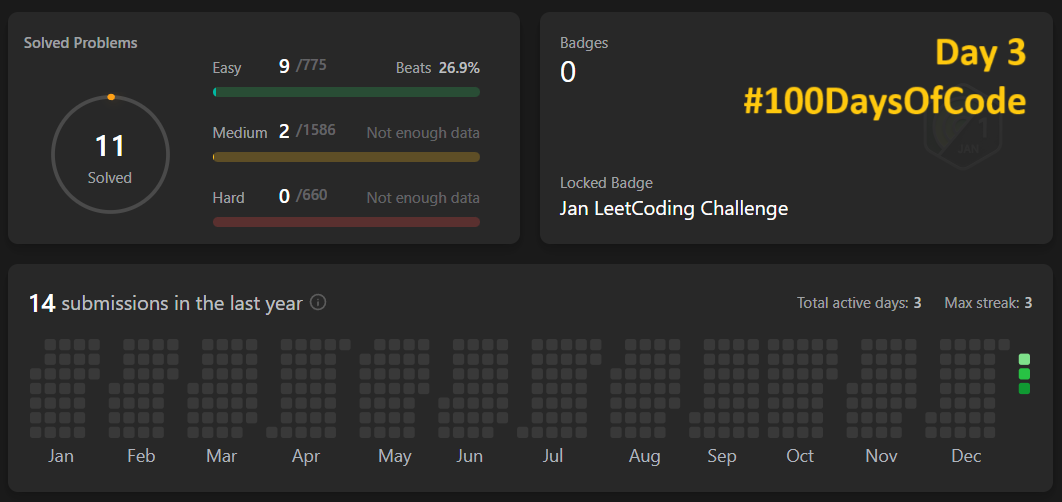 Solved Problems
11
Solved
Easy 9 /775 Beats 26.9%
Medium 2 /1586 Not enough data
Hard 0 /660 Not enough data
Badges
0
Day 3
#100DaysOfCode
JAN
Locked Badge
Jan LeetCoding Challenge
14 submissions in the last year
Total active days: 3 Max streak: 3
Jan Feb Mar Apr May Jun Jul Aug Sep Oct Nov Dec